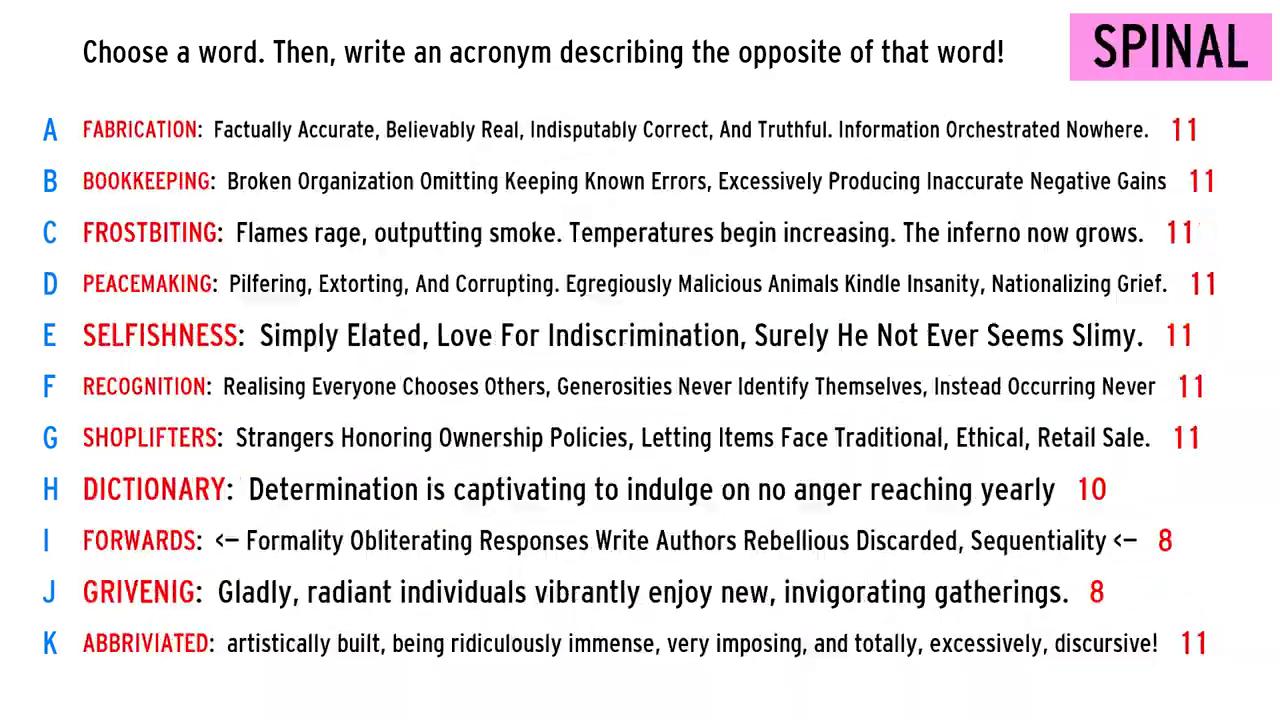 Choose a word. Then, write an acronym describing the opposite of that word!
SPINAL
A FABRICATION: Factually Accurate, Believably Real, Indisputably Correct, And Truthful. Information Orchestrated Nowhere. 11
B BOOKKEEPING: Broken Organization Omitting Keeping Known Errors, Excessively Producing Inaccurate Negative Gains 11
C FROSTBITING: Flames rage, outputting smoke. Temperatures begin increasing. The inferno now grows. 11
D PEACEMAKING: Pilfering, Extorting, And Corrupting. Egregiously Malicious Animals Kindle Insanity, Nationalizing Grief. 11
E SELFISHNESS: Simply Elated, Love For Indiscrimination, Surely He Not Ever Seems Slimy. 11
F RECOGNITION: Realising Everyone Chooses Others, Generosities Never Identify Themselves, Instead Occurring Never 11
G SHOPLIFTERS: Strangers Honoring Ownership Policies, Letting Items Face Traditional, Ethical, Retail Sale. 11
H DICTIONARY: Determination is captivating to indulge on no anger reaching yearly 10
I FORWARDS: <– Formality Obliterating Responses Write Authors Rebellious Discarded, Sequentiality <– 8
J GRIVENIG: Gladly, radiant individuals vibrantly enjoy new, invigorating gatherings. 8
K ABBRIVIATED: artistically built, being ridiculously immense, very imposing, and totally, excessively, discursive! 11